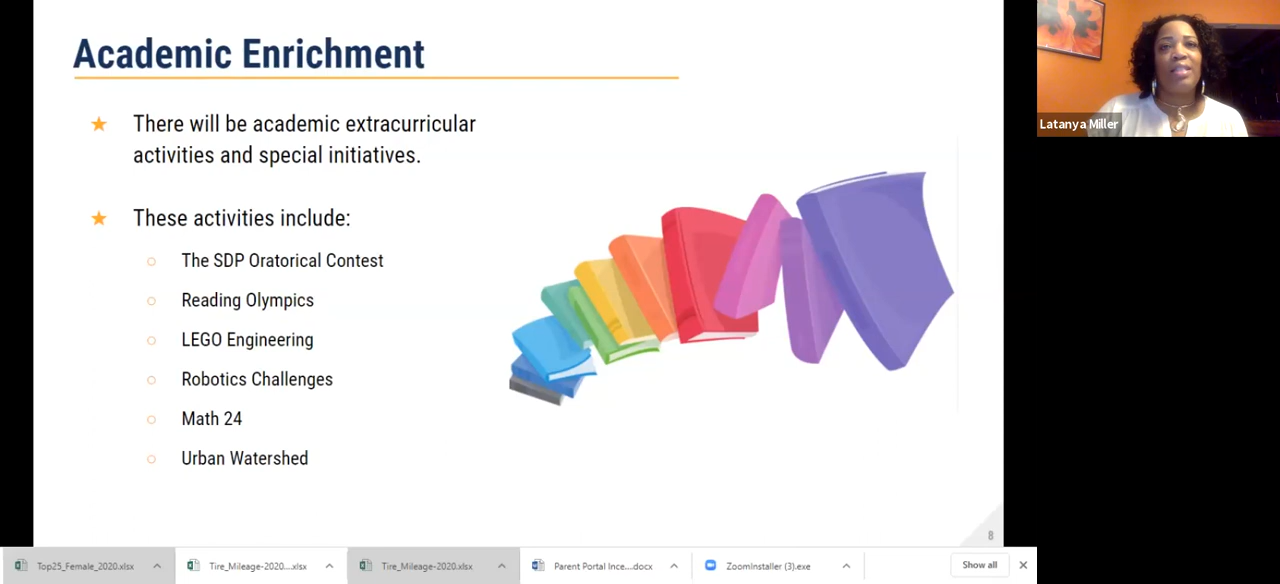 Academic Enrichment
There will be academic extracurricular
activities and special initiatives.
These activities include:
The SDP Oratorical Contest
Reading Olympics
LEGO Engineering
Robotics Challenges
Math 24
Urban Watershed
8
Latanya Miller
Top25_Female_2020.xlsx
Tire_Mileage-2020....xlsx
Tire_Mileage-2020.xlsx
Parent Portal Ince....docx
ZoomInstaller (3).exe
Show all